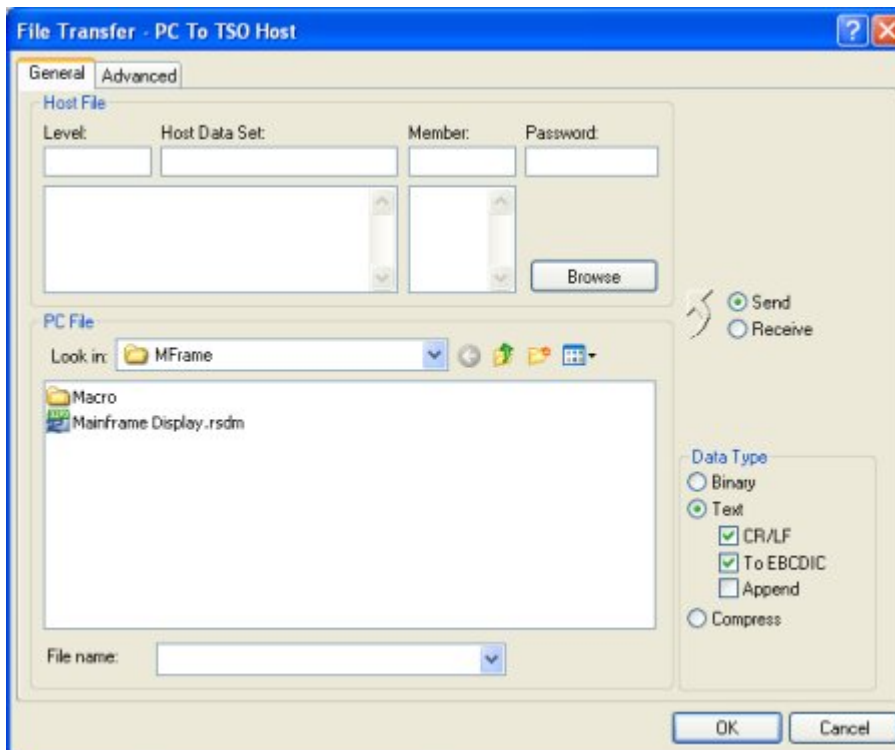 File Transfer - PC To TSO Host
General Advanced
Host File
Level: Host Data Set: Member: Password:
Browse
Send
Receive
PC File
Look in: MFrame
Macro
Mainframe Display.rsdm
Data Type
Binary
Text
CR/LF
To EBCDIC
Append
Compress
File name:
OK Cancel